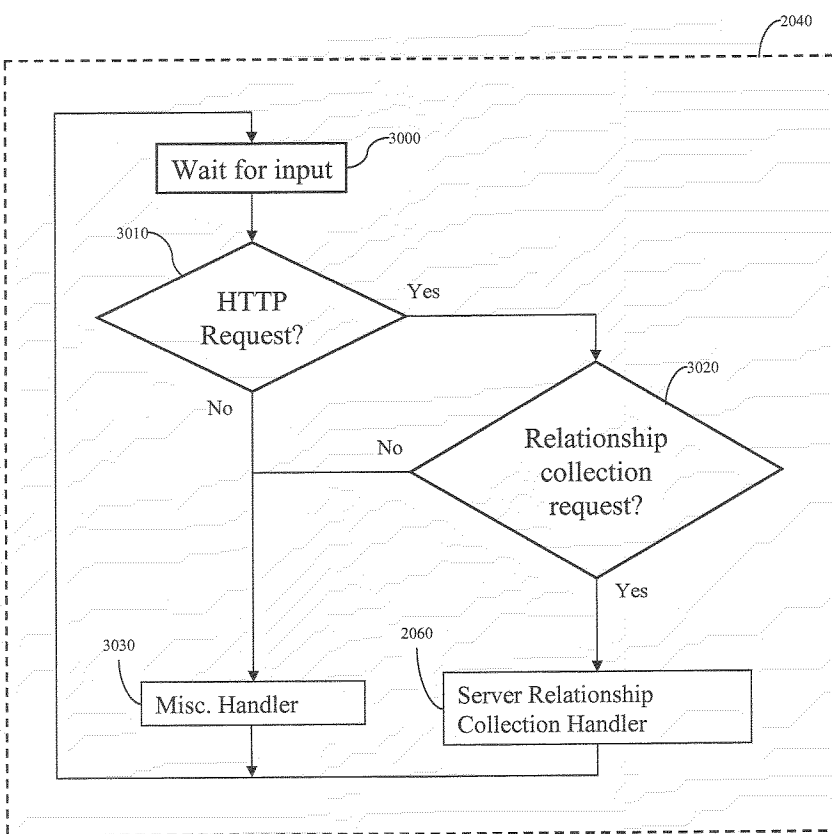 2040
3000
Wait for input
3010
HTTP
Request?
Yes
No
3020
Relationship
collection
request?
No
Yes
3030
Misc. Handler
2060
Server Relationship
Collection Handler